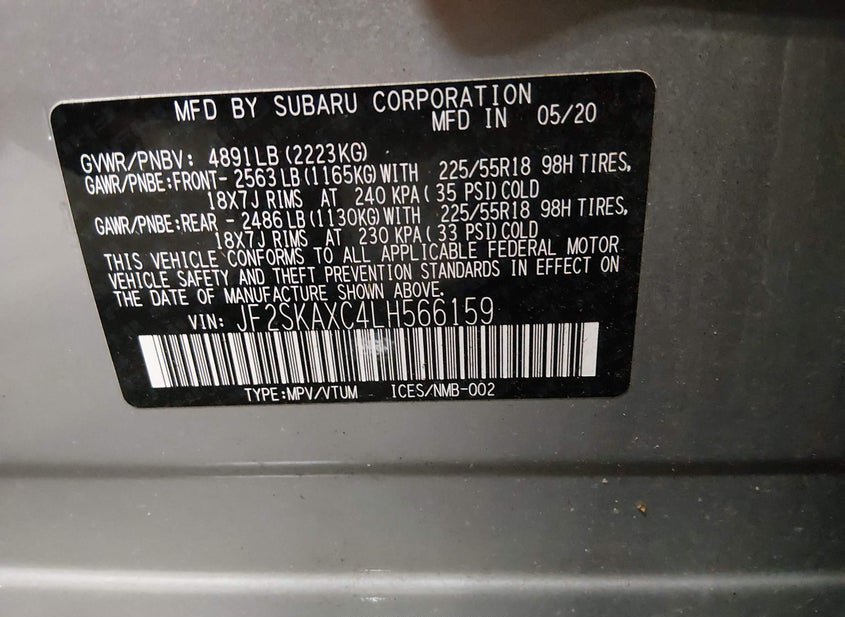 MFD BY SUBARU CORPORATION
MFD IN 05/20
GVWR/PNBV: 4891LB(2223KG)
GAWR/PNBE:FRONT- 2563LB(1165KG)WITH 225/55R18 98H TIRES,
18X7J RIMS AT 240 KPA( 35 PSI)COLD
GAWR/PNBE:REAR - 2486LB(1130KG)WITH 225/55R18 98H TIRES,
18X7J RIMS AT 230 KPA( 33 PSI)COLD
THIS VEHICLE CONFORMS TO ALL APPLICABLE FEDERAL MOTOR
VEHICLE SAFETY AND THEFT PREVENTION STANDARDS IN EFFECT ON
THE DATE OF MANUFACTURE SHOWN ABOVE.
VIN: JF2SKAXC4LH566159
TYPE:MPV/VTUM ICES/NMB-002